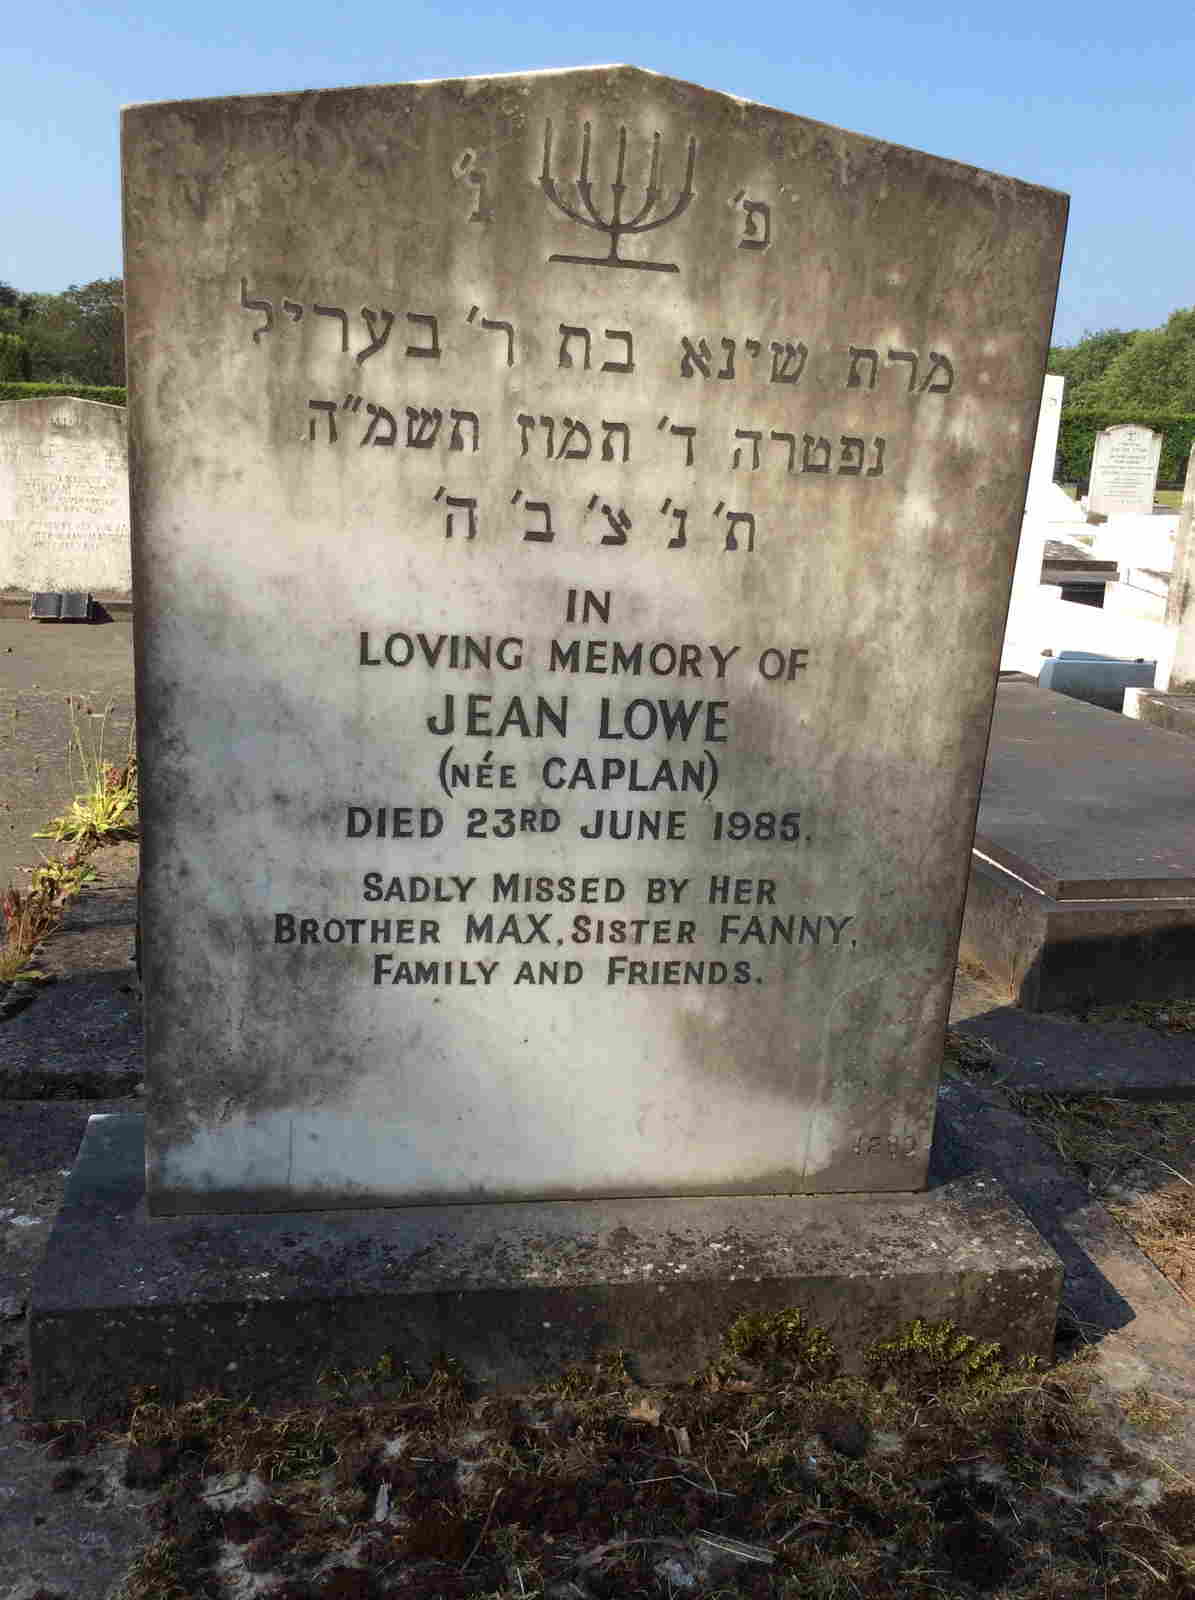 פ׳ נ׳
מרת שינא בת ר׳ בעריל
נפטרה ד׳ תמוז תשמ״ה
ת׳ נ׳ צ׳ ב׳ ה׳
IN
LOVING MEMORY OF
JEAN LOWE
(NÉE CAPLAN)
DIED 23RD JUNE 1985.
SADLY MISSED BY HER
BROTHER MAX, SISTER FANNY,
FAMILY AND FRIENDS.